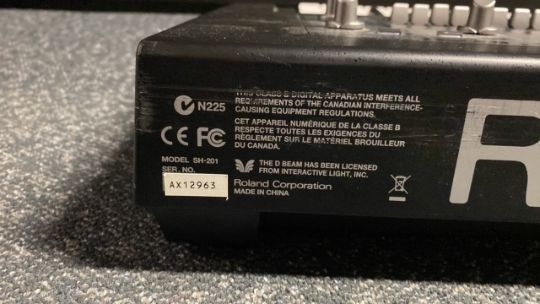 THIS CLASS B DIGITAL APPARATUS MEETS ALL
REQUIREMENTS OF THE CANADIAN INTERFERENCE-
CAUSING EQUIPMENT REGULATIONS.
N225
CET APPAREIL NUMÉRIQUE DE LA CLASSE B
RESPECTE TOUTES LES EXIGENCES DU
RÈGLEMENT SUR LE MATÉRIEL BROUILLEUR
DU CANADA.
CE FC
MODEL SH-201
SER. NO.
AX12963
THE D BEAM HAS BEEN LICENSED
FROM INTERACTIVE LIGHT, INC.
Roland Corporation
MADE IN CHINA
R